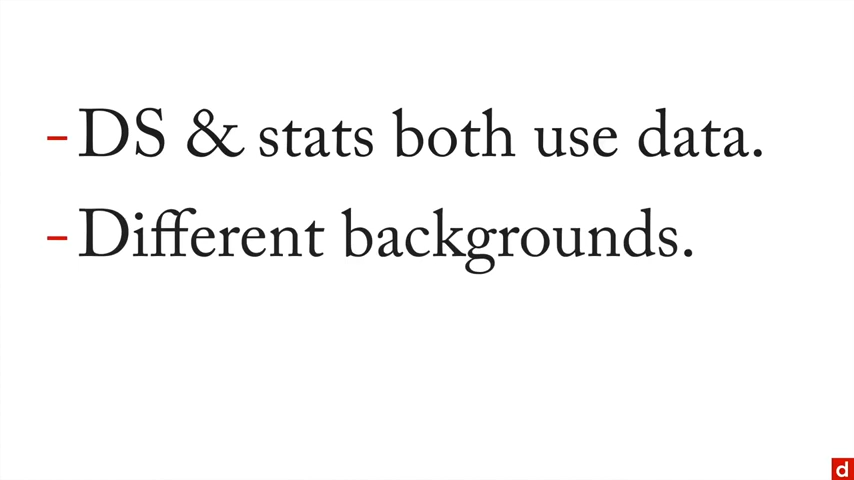 - DS & stats both use data.
- Different backgrounds.
d